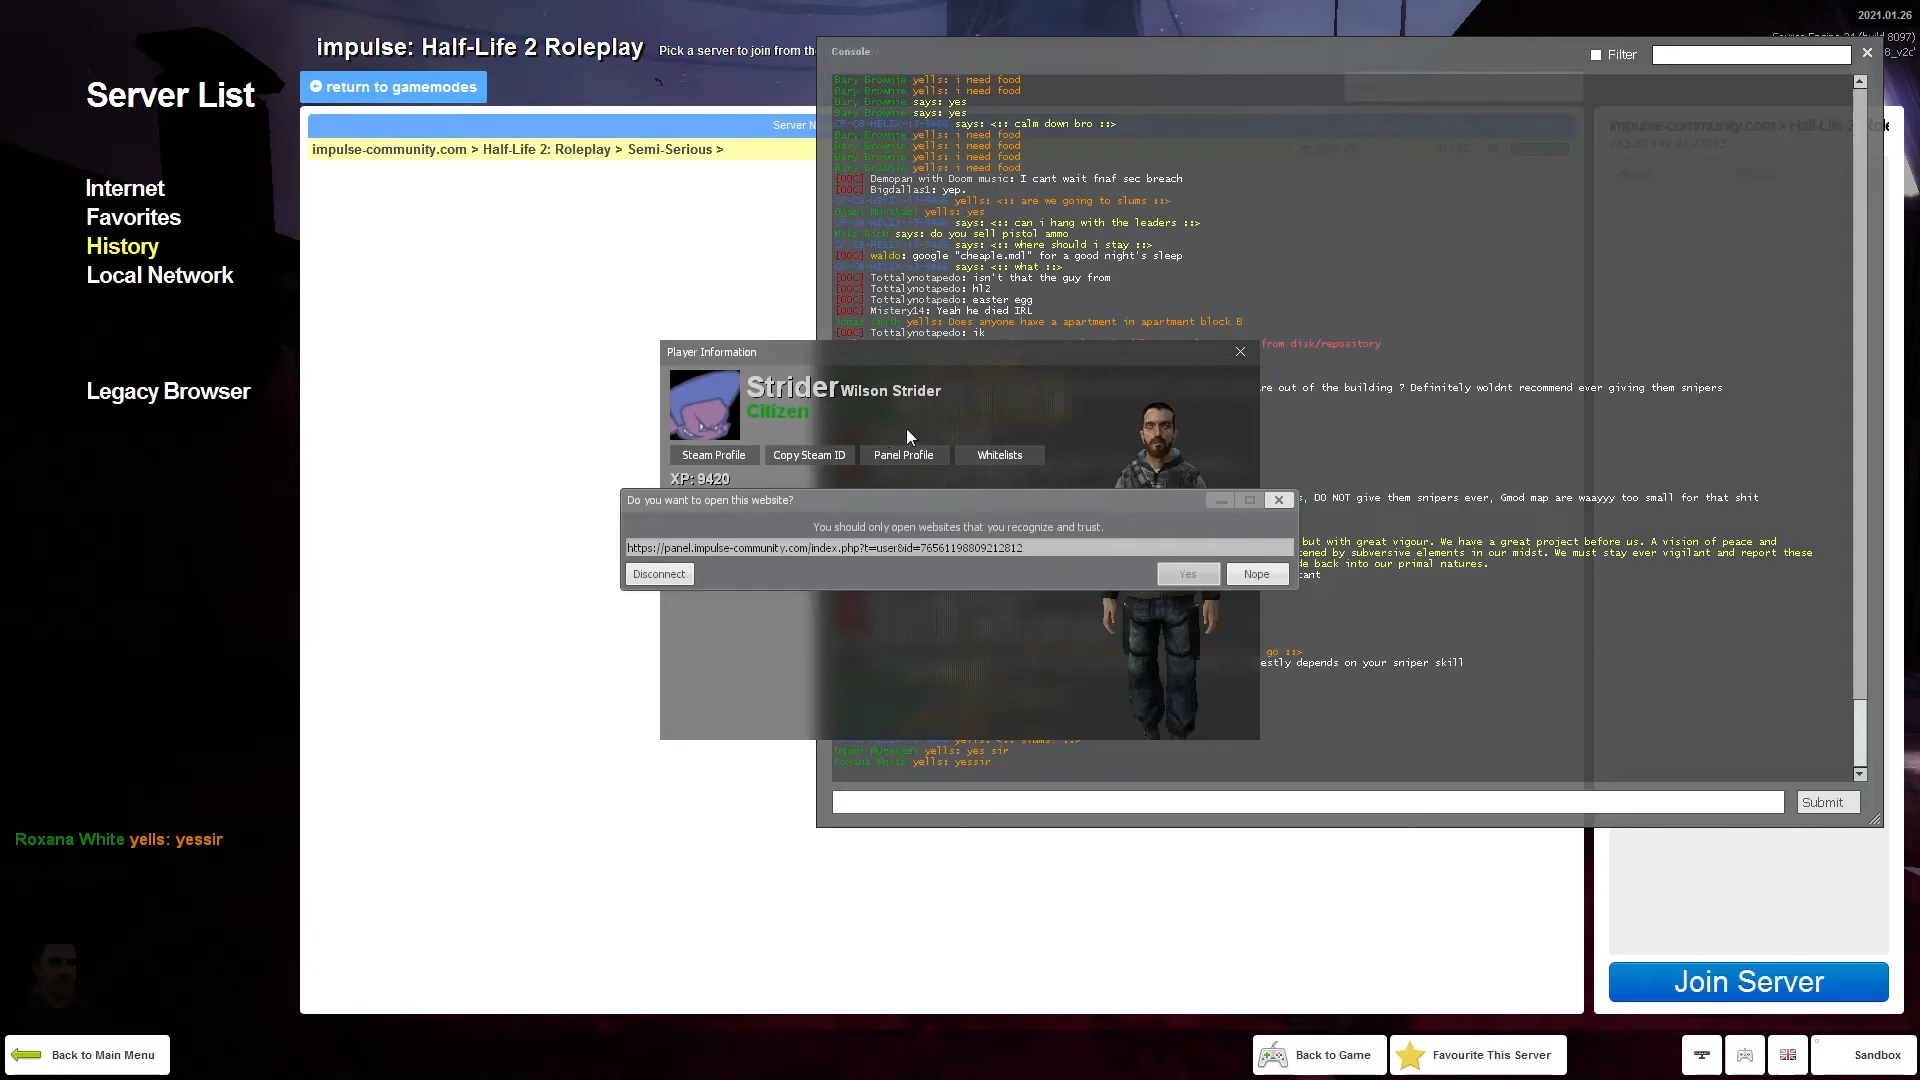 2021.01.26
impulse: Half-Life 2 Roleplay
Pick a server to join from the
Console
Filter
Server List
return to gamemodes
Server N
impulse-community.com > Half-Life 2: Roleplay > Semi-Serious >
Internet
Favorites
History
Local Network
Legacy Browser
Bary Brownie yells: i need food
Bary Brownie yells: i need food
Bary Brownie says: yes
Bary Brownie says: yes
says: <:: calm down bro ::>
Bary Brownie yells: i need food
Bary Brownie yells: i need food
Bary Brownie yells: i need food
Bary Brownie yells: i need food
[OOC] Demopan with Doom music: I cant wait fnaf sec breach
[OOC] Bigdallas1: yep.
yells: <:: are we going to slums ::>
Ogami Murakami yells: yes
says: <:: can i hang with the leaders ::>
Mike Rich says: do you sell pistol ammo
says: <:: where should i stay ::>
[OOC] waldo: google "cheaple.mdl" for a good night's sleep
says: <:: what ::>
[OOC] Tottalynotapedo: isn't that the guy from
[OOC] Tottalynotapedo: hl2
[OOC] Tottalynotapedo: easter egg
[OOC] Mistery14: Yeah he died IRL
Smith yells: Does anyone have a apartment in apartment block B
[OOC] Tottalynotapedo: ik
from disk/repository
re out of the building ? Definitely woldnt recommend ever giving them snipers
, DO NOT give them snipers ever, Gmod map are waayyy too small for that shit
but with great vigour. We have a great project before us. A vision of peace and
tened by subversive elements in our midst. We must stay ever vigilant and report these
de back into our primal natures.
cant
go ::>
estly depends on your sniper skill
yells: <:: slums! ::>
Ogami Murakami yells: yes sir
Roxana White yells: yessir
Submit
Player Information
Strider
Wilson Strider
Citizen
Steam Profile
Copy Steam ID
Panel Profile
Whitelists
XP: 9420
Do you want to open this website?
You should only open websites that you recognize and trust.
https://panel.impulse-community.com/index.php?t=user&id=76561198809212812
Disconnect
Yes
Nope
Roxana White yells: yessir
Join Server
Back to Main Menu
Back to Game
Favourite This Server
Sandbox